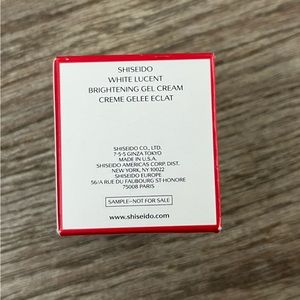 SHISEIDO
WHITE LUCENT
BRIGHTENING GEL CREAM
CREME GELEE ECLAT
SHISEIDO CO., LTD.
7-5-5 GINZA TOKYO
MADE IN U.S.A.
SHISEIDO AMERICAS CORP. DIST.
NEW YORK, NY 10022
SHISEIDO EUROPE
56/A RUE DU FAUBOURG ST-HONORE
75008 PARIS
SAMPLE-NOT FOR SALE
www.shiseido.com